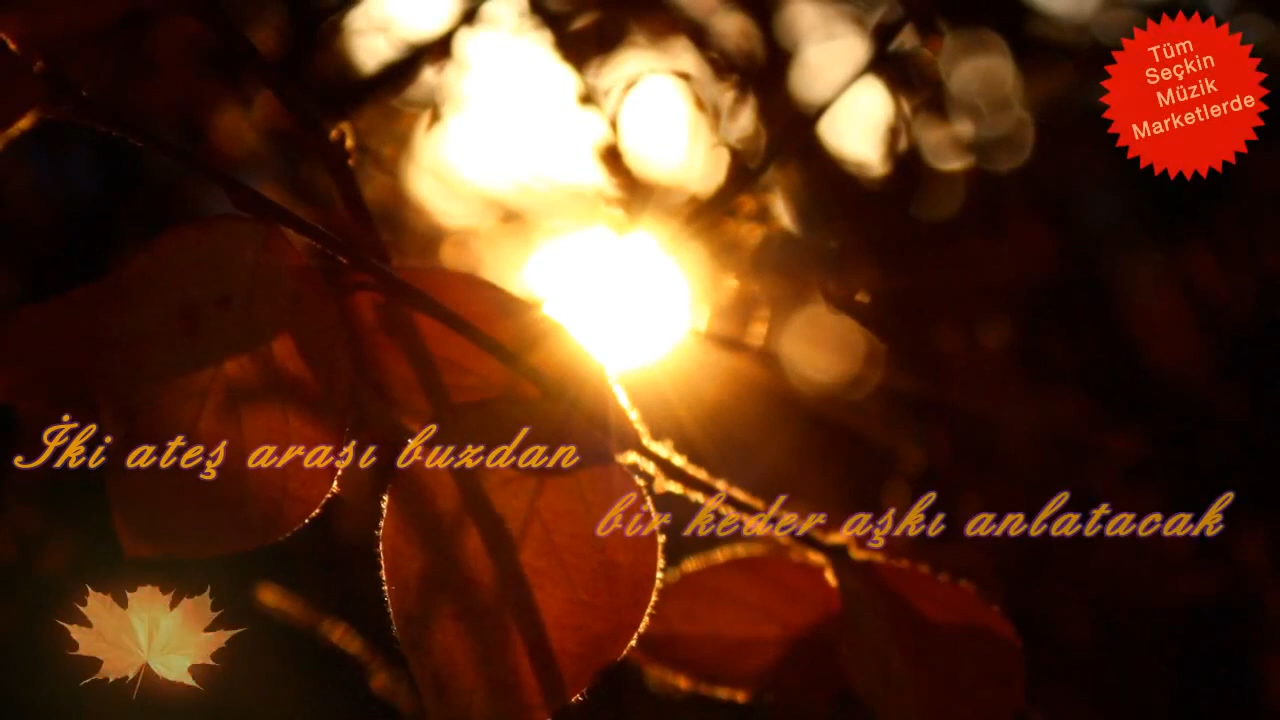 Tüm
Seçkin
Müzik
Marketlerde
İki ateş arası buzdan
bir keder aşkı anlatacak